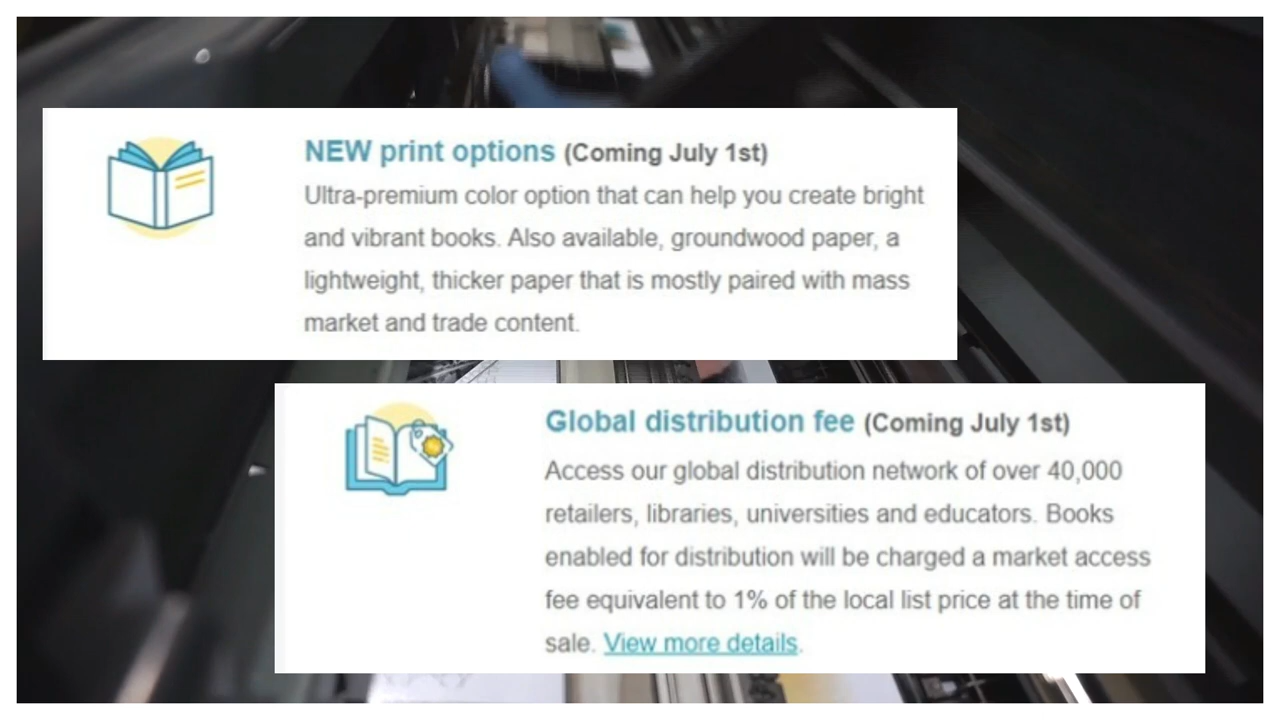 NEW print options (Coming July 1st)
Ultra-premium color option that can help you create bright
and vibrant books. Also available, groundwood paper, a
lightweight, thicker paper that is mostly paired with mass
market and trade content.
Global distribution fee (Coming July 1st)
Access our global distribution network of over 40,000
retailers, libraries, universities and educators. Books
enabled for distribution will be charged a market access
fee equivalent to 1% of the local list price at the time of
sale. View more details.